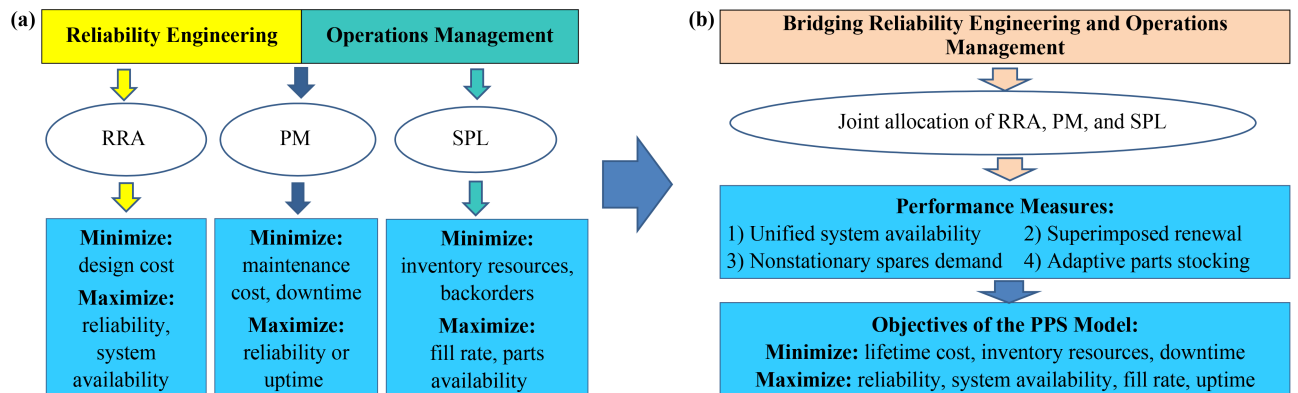 (a)
Reliability Engineering
Operations Management
RRA
PM
SPL
Minimize:
design cost
Maximize:
reliability,
system
availability
Minimize:
maintenance
cost, downtime
Maximize:
reliability or
uptime
Minimize:
inventory resources,
backorders
Maximize:
fill rate, parts
availability
(b)
Bridging Reliability Engineering and Operations
Management
Joint allocation of RRA, PM, and SPL
Performance Measures:
1) Unified system availability 2) Superimposed renewal
3) Nonstationary spares demand 4) Adaptive parts stocking
Objectives of the PPS Model:
Minimize: lifetime cost, inventory resources, downtime
Maximize: reliability, system availability, fill rate, uptime